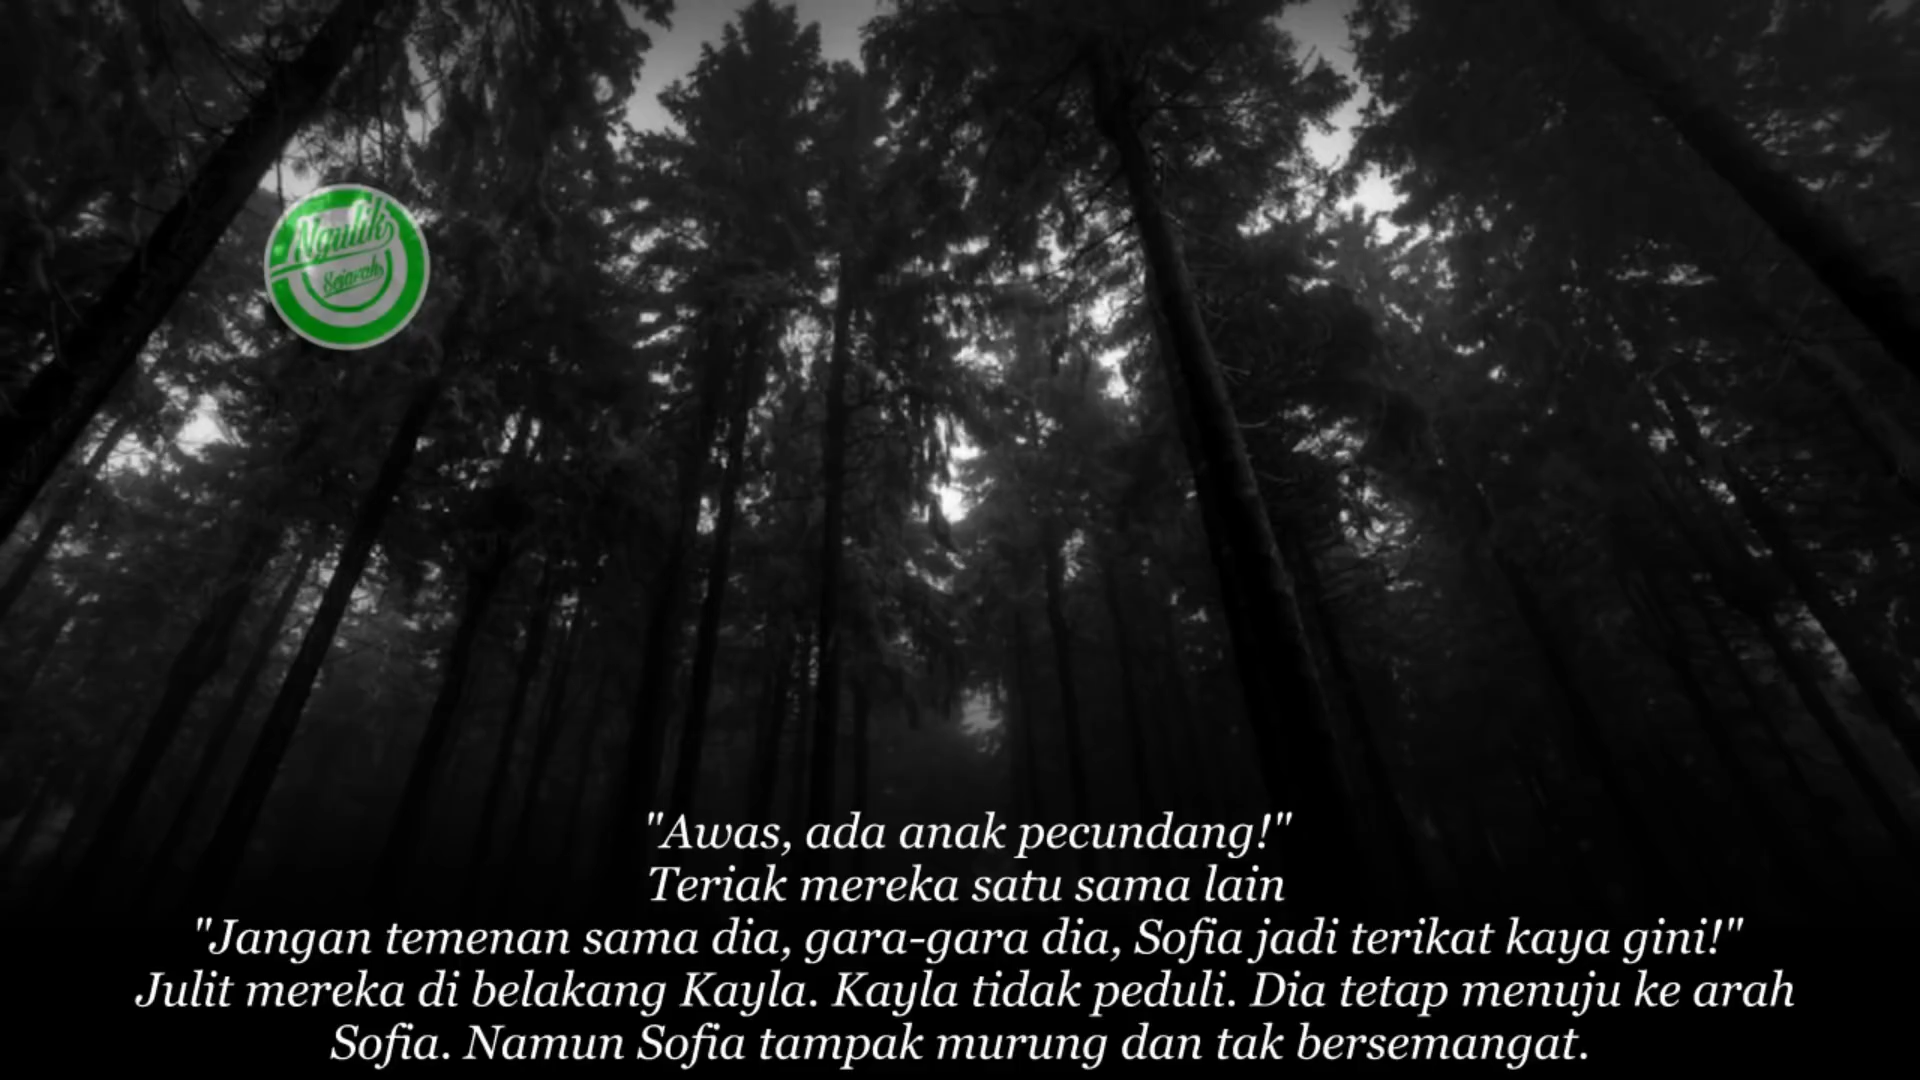 Ngulik
Sejarah
"Awas, ada anak pecundang!"
Teriak mereka satu sama lain
"Jangan temenan sama dia, gara-gara dia, Sofia jadi terikat kaya gini!"
Julit mereka di belakang Kayla. Kayla tidak peduli. Dia tetap menuju ke arah
Sofia. Namun Sofia tampak murung dan tak bersemangat.